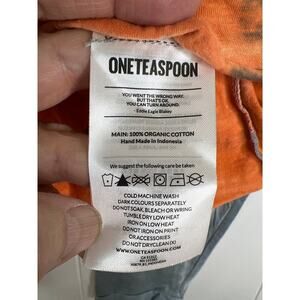 ONETEASPOON
YOU WENT THE WRONG WAY.
BUT THATS OK.
YOU CAN TURN AROUND.
- Eddie Eagle Blakey
MAIN: 100% ORGANIC COTTON
Hand Made in Indonesia
We suggest the following care be taken:
COLD MACHINE WASH
DARK COLOURS SEPARATELY
DO NOT SOAK, BLEACH OR WRING
TUMBLE DRY LOW HEAT
IRON ON LOW HEAT
DO NOT IRON ON PRINT
OR ACCESSORIES
DO NOT DRYCLEAN (X)
WWW.ONETEASPOON.COM